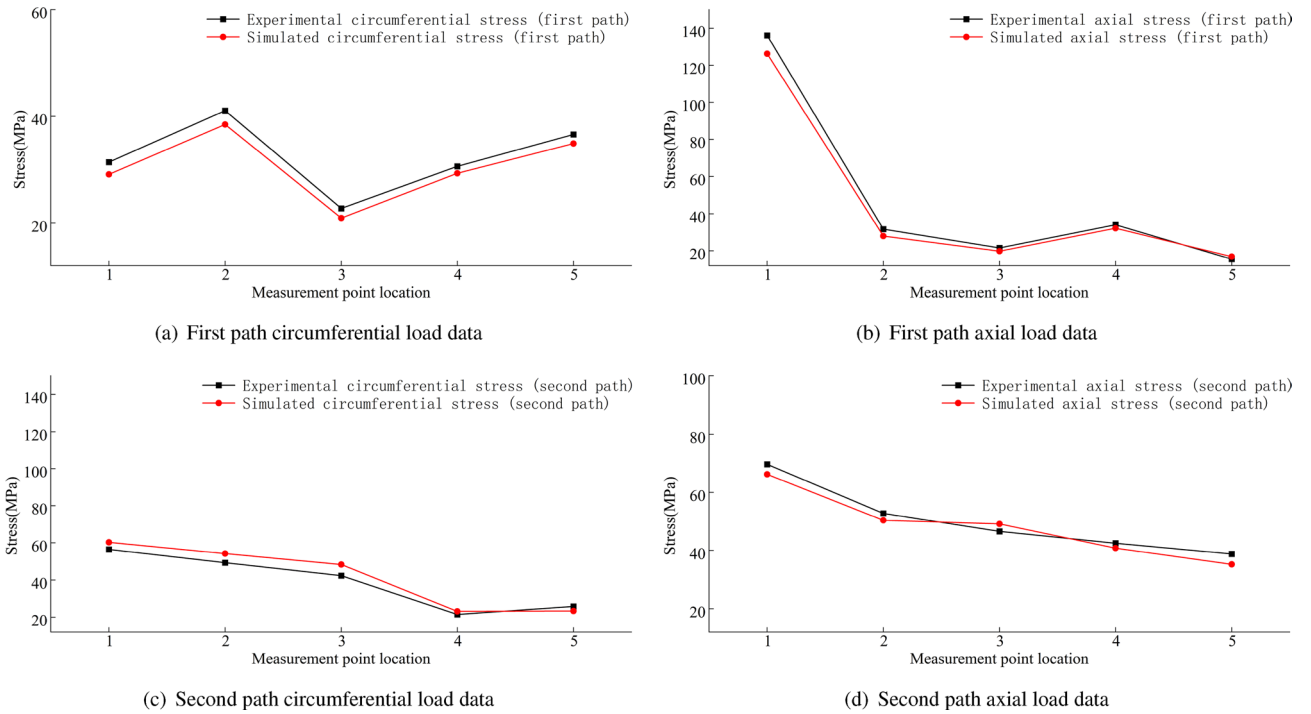 60
40
20
Stress(MPa)
Experimental circumferential stress (first path)
Simulated circumferential stress (first path)
1 2 3 4 5
Measurement point location
(a) First path circumferential load data
140
120
100
80
60
40
20
Stress(MPa)
Experimental axial stress (first path)
Simulated axial stress (first path)
1 2 3 4 5
Measurement point location
(b) First path axial load data
140
120
100
80
60
40
20
Stress(MPa)
Experimental circumferential stress (second path)
Simulated circumferential stress (second path)
1 2 3 4 5
Measurement point location
(c) Second path circumferential load data
100
80
60
40
20
Stress(MPa)
Experimental axial stress (second path)
Simulated axial stress (second path)
1 2 3 4 5
Measurement point location
(d) Second path axial load data